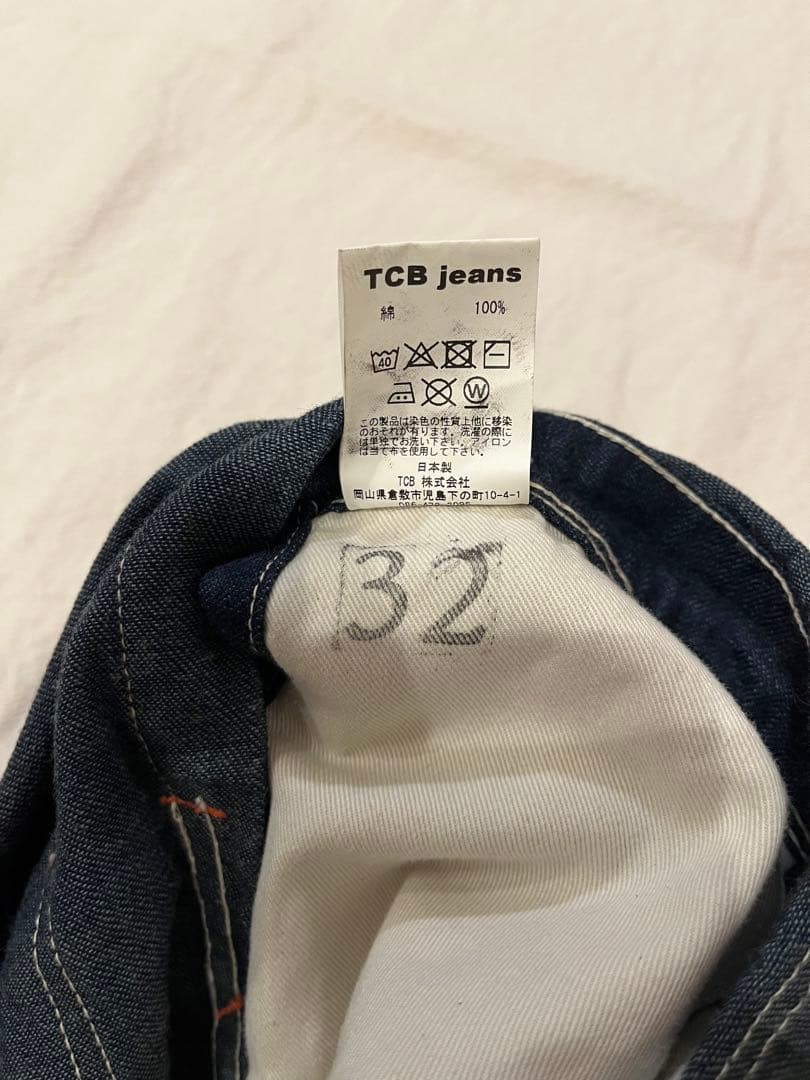 TCB jeans
綿 100%
40
W
この製品は染色の性質上他に移染
のおそれが有ります。洗濯の際に
は単独でお洗い下さい。アイロン
は当て布を使用して下さい。
日本製
TCB 株式会社
岡山県倉敷市児島下の町10-4-1
32